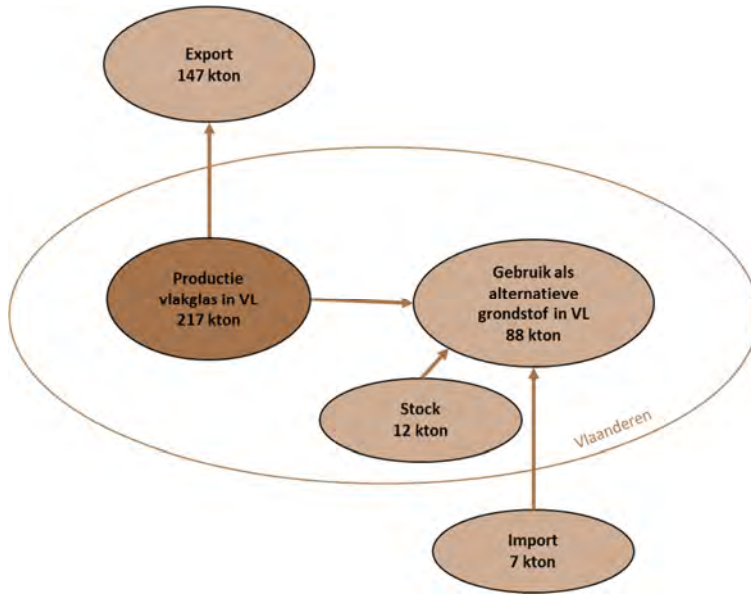 Export
147 kton
Productie
vlakglas in VL
217 kton
Gebruik als
alternatieve
grondstof in VL
88 kton
Stock
12 kton
Vlaanderen
Import
7 kton